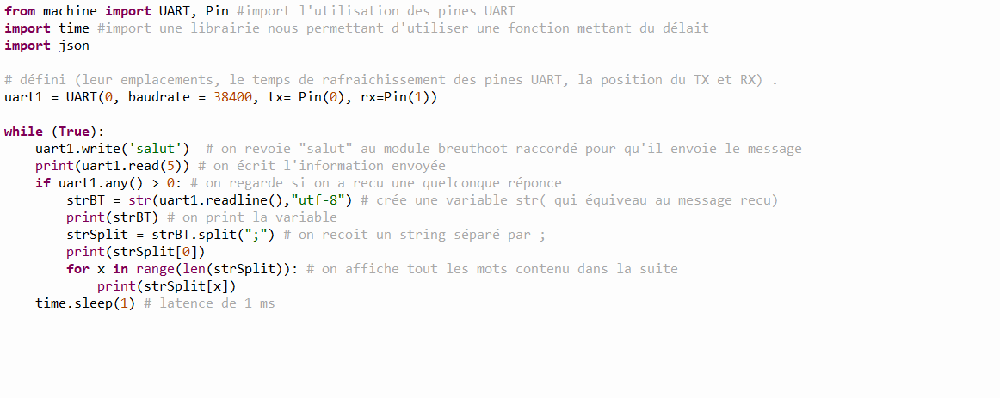 from machine import UART, Pin #import l'utilisation des pines UART
import time #import une librairie nous permettant d'utiliser une fonction mettant du délait
import json
# défini (leur emplacements, le temps de rafraichissement des pines UART, la position du TX et RX) .
uart1 = UART(0, baudrate = 38400, tx= Pin(0), rx=Pin(1))
while (True):
    uart1.write('salut')  # on revoie "salut" au module breuthoot raccordé pour qu'il envoie le message
    print(uart1.read(5)) # on écrit l'information envoyée
    if uart1.any() > 0: # on regarde si on a recu une quelconque réponce
        strBT = str(uart1.readline(),"utf-8") # crée une variable str( qui équiveau au message recu)
        print(strBT) # on print la variable
        strSplit = strBT.split(";") # on recoit un string séparé par ;
        print(strSplit[0])
        for x in range(len(strSplit)): # on affiche tout les mots contenu dans la suite
            print(strSplit[x])
    time.sleep(1) # latence de 1 ms